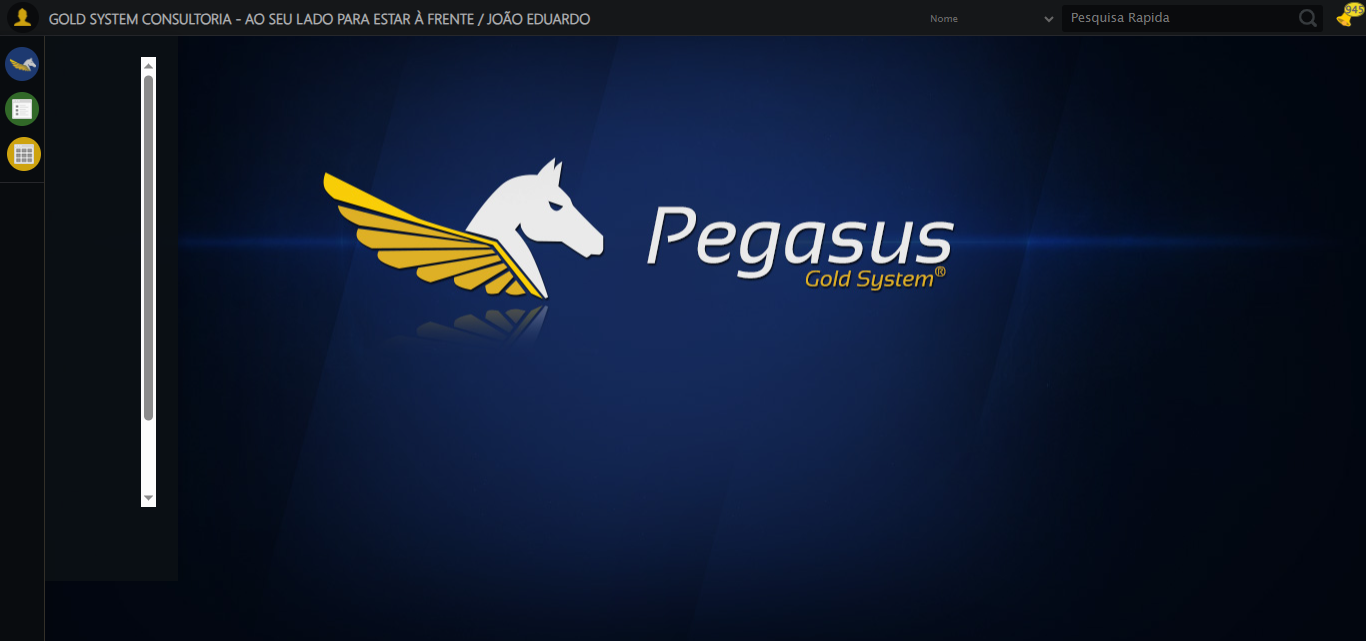 GOLD SYSTEM CONSULTORIA - AO SEU LADO PARA ESTAR À FRENTE / JOÃO EDUARDO
Nome
Pesquisa Rapida
945
Pegasus
Gold System®